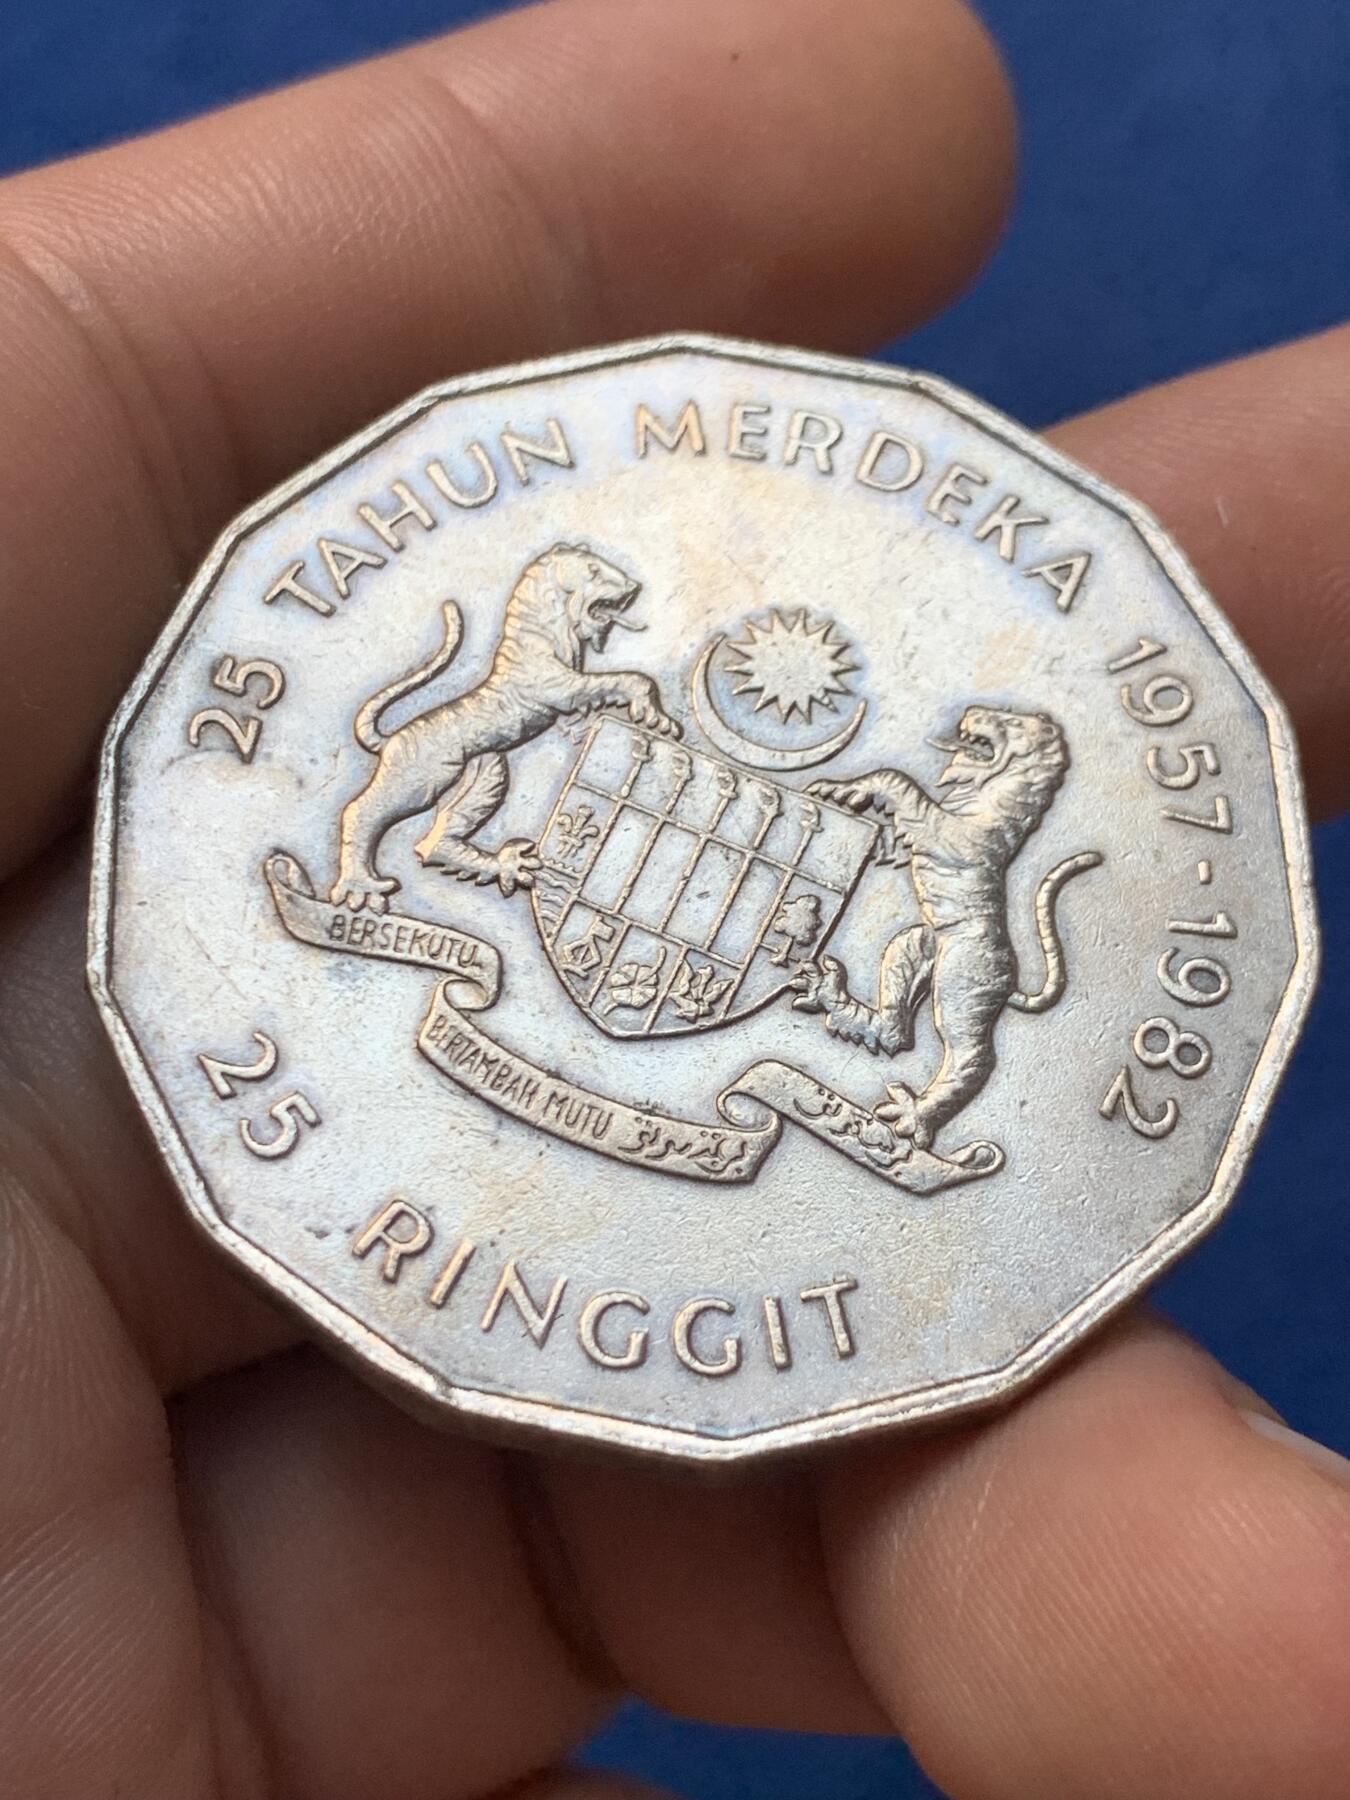 25 TAHUN MERDEKA 1957-1982
BERSEKUTU
BERTAMBAH MUTU
25 RINGGIT